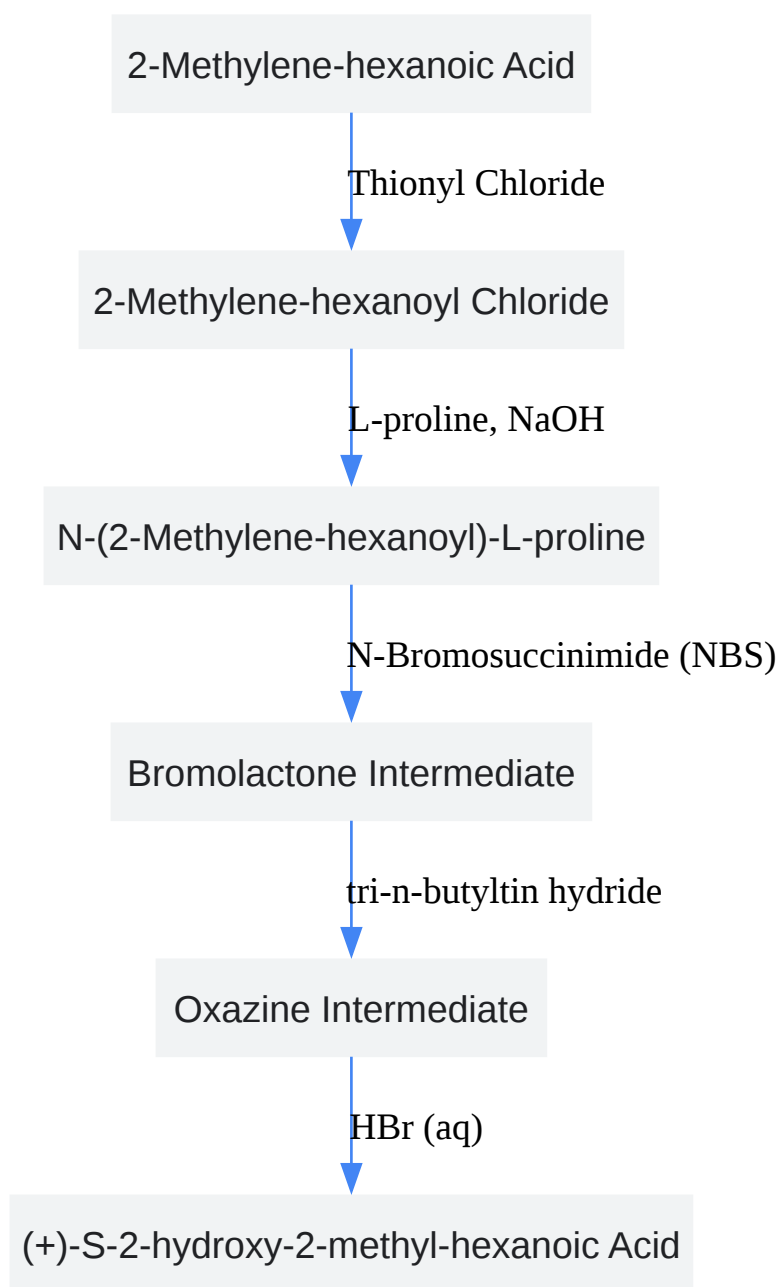 2-Methylene-hexanoic Acid
Thionyl Chloride
2-Methylene-hexanoyl Chloride
L-proline, NaOH
N-(2-Methylene-hexanoyl)-L-proline
N-Bromosuccinimide (NBS)
Bromolactone Intermediate
tri-n-butyltin hydride
Oxazine Intermediate
HBr (aq)
(+)-S-2-hydroxy-2-methyl-hexanoic Acid